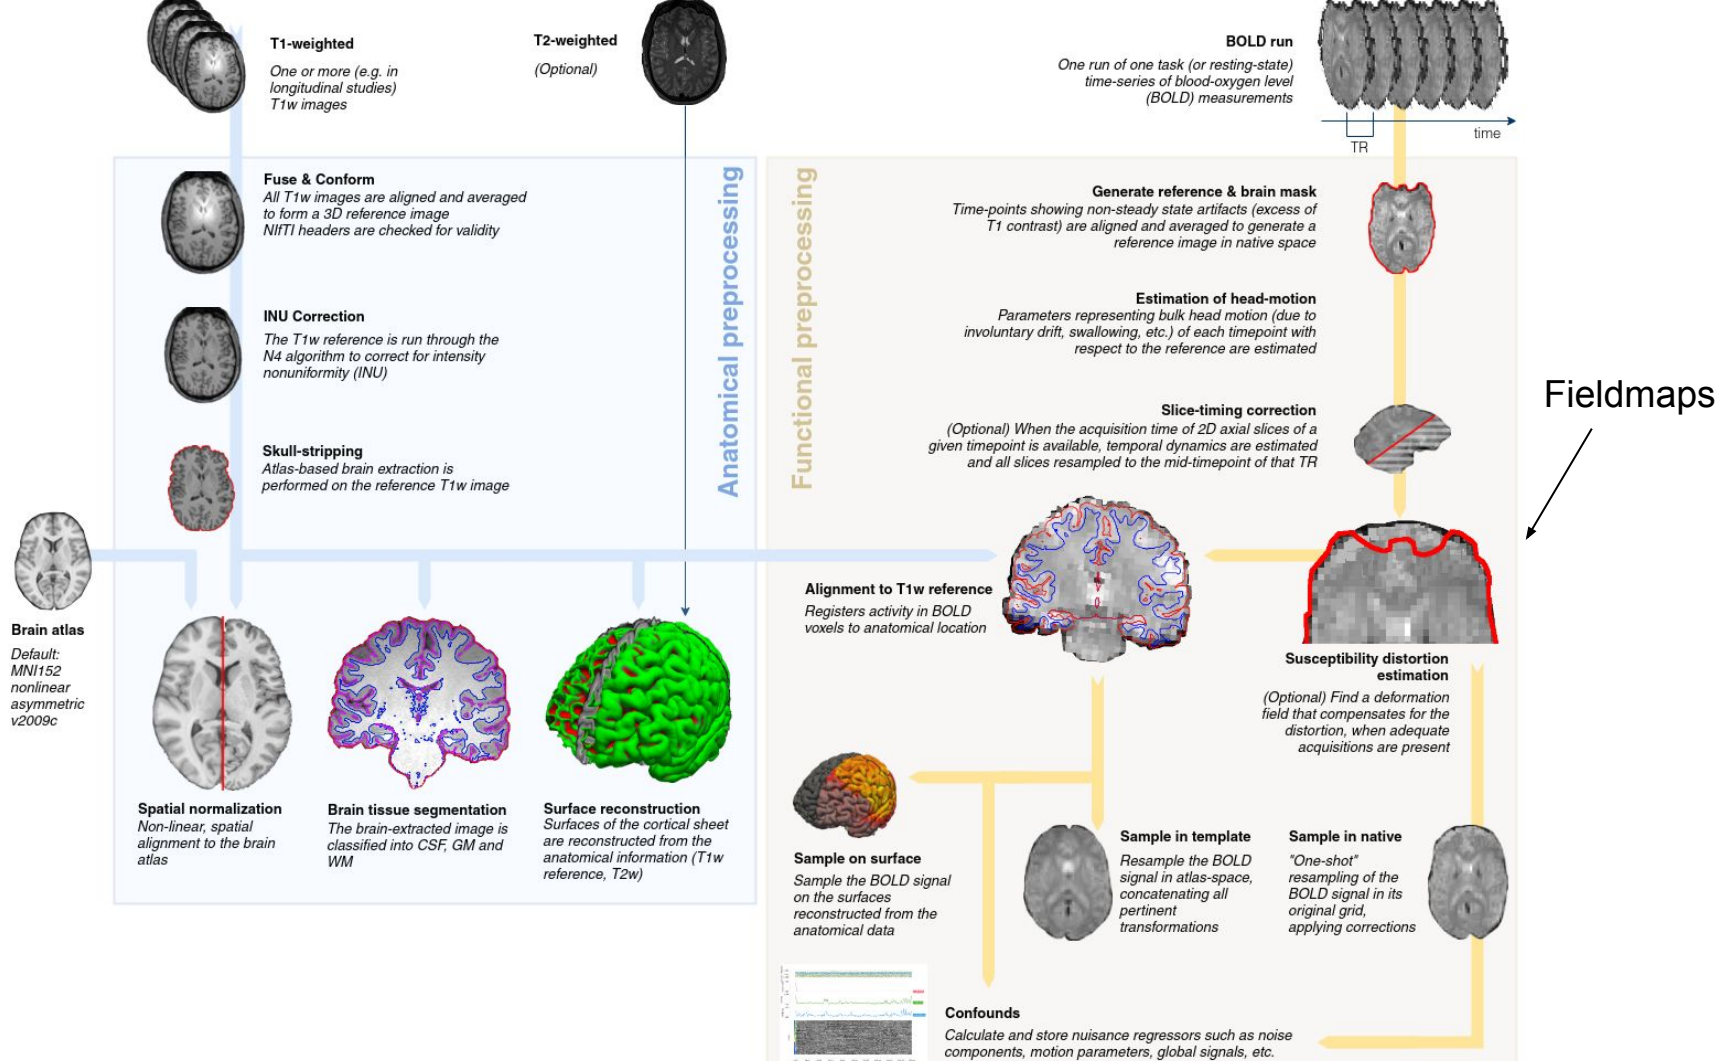 T1-weighted
One or more (e.g. in
longitudinal studies)
T1w images
T2-weighted
(Optional)
BOLD run
One run of one task (or resting-state)
time-series of blood-oxygen level
(BOLD) measurements
time
TR
Anatomical preprocessing
Fuse & Conform
All T1w images are aligned and averaged
to form a 3D reference image
NIfTI headers are checked for validity
INU Correction
The T1w reference is run through the
N4 algorithm to correct for intensity
nonuniformity (INU)
Skull-stripping
Atlas-based brain extraction is
performed on the reference T1w image
Brain atlas
Default:
MNI152
nonlinear
asymmetric
v2009c
Spatial normalization
Non-linear, spatial
alignment to the brain
atlas
Brain tissue segmentation
The brain-extracted image is
classified into CSF, GM and
WM
Surface reconstruction
Surfaces of the cortical sheet
are reconstructed from the
anatomical information (T1w
reference, T2w)
Functional preprocessing
Generate reference & brain mask
Time-points showing non-steady state artifacts (excess of
T1 contrast) are aligned and averaged to generate a
reference image in native space
Estimation of head-motion
Parameters representing bulk head motion (due to
involuntary drift, swallowing, etc.) of each timepoint with
respect to the reference are estimated
Slice-timing correction
(Optional) When the acquisition time of 2D axial slices of a
given timepoint is available, temporal dynamics are estimated
and all slices resampled to the mid-timepoint of that TR
Fieldmaps
Alignment to T1w reference
Registers activity in BOLD
voxels to anatomical location
Susceptibility distortion
estimation
(Optional) Find a deformation
field that compensates for the
distortion, when adequate
acquisitions are present
Sample on surface
Sample the BOLD signal
on the surfaces
reconstructed from the
anatomical data
Sample in template
Resample the BOLD
signal in atlas-space,
concatenating all
pertinent
transformations
Sample in native
"One-shot"
resampling of the
BOLD signal in its
original grid,
applying corrections
Confounds
Calculate and store nuisance regressors such as noise
components, motion parameters, global signals, etc.